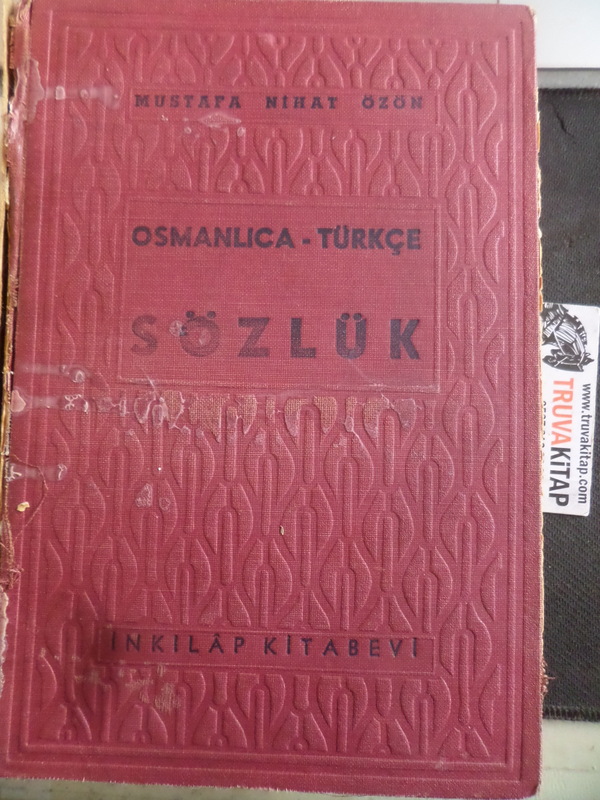 MUSTAFA NİHAT ÖZÖN
OSMANLICA - TÜRKÇE
SÖZLÜK
İNKILÂP KİTABEVİ
www.truvakitap.com
TRUVAKİTAP